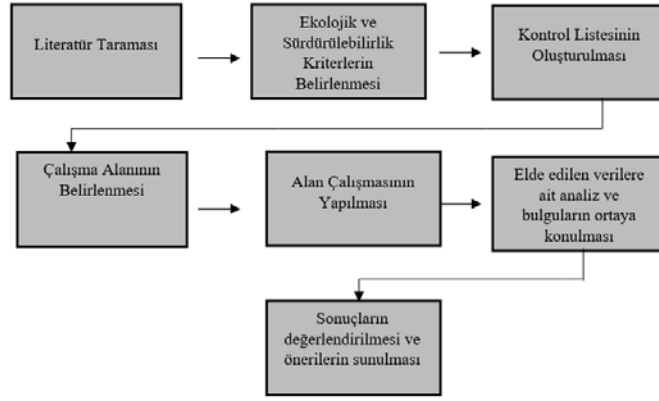 Literatür Taraması
Ekolojik ve
Sürdürülebilirlik
Kriterlerin
Belirlenmesi
Kontrol Listesinin
Oluşturulması
Çalışma Alanının
Belirlenmesi
Alan Çalışmasının
Yapılması
Elde edilen verilere
ait analiz ve
bulguların ortaya
konulması
Sonuçların
değerlendirilmesi ve
önerilerin sunulması